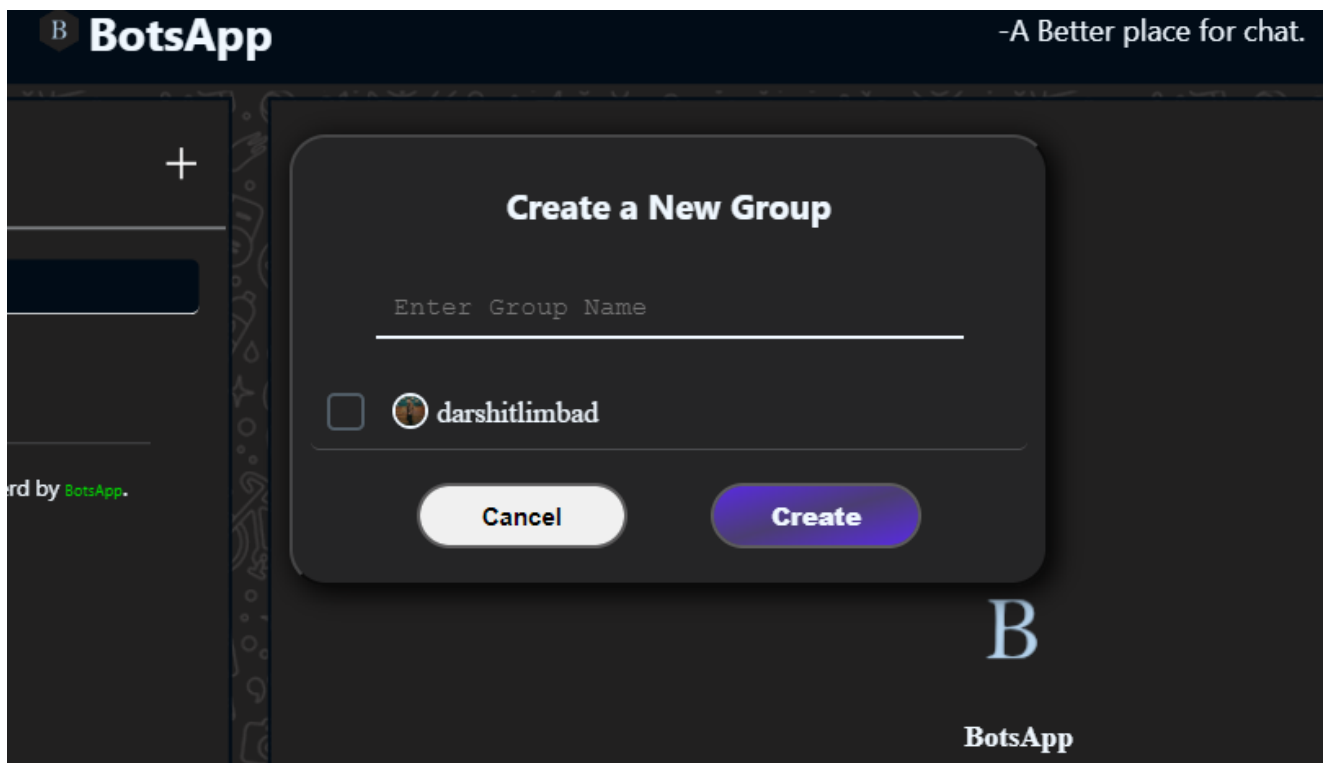 B BotsApp
-A Better place for chat.
Create a New Group
Enter Group Name
darshitlimbad
Cancel
Create
rd by BotsApp.
B
BotsApp